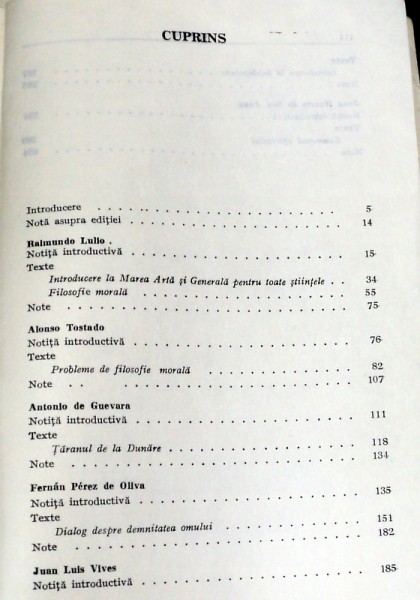 CUPRINS
Introducere . . . . . . . . . . . . . . . . . . 5
Notă asupra ediției . . . . . . . . . . . . . . . 14
Raimundo Lulio .
Notiță introductivă . . . . . . . . . . . . . . . 15
Texte
Introducere la Marea Artă și Generală pentru toate științele . . 34
Filosofie morală . . . . . . . . . . . . . . . 55
Note . . . . . . . . . . . . . . . . . . 75
Alonso Tostado
Notiță introductivă . . . . . . . . . . . . . . . 76
Texte
Probleme de filosofie morală . . . . . . . . . . . 82
Note . . . . . . . . . . . . . . . . . . 107
Antonio de Guevara
Notiță introductivă . . . . . . . . . . . . . . . 111
Texte
Țăranul de la Dunăre . . . . . . . . . . . . . 118
Note . . . . . . . . . . . . . . . . . . 134
Fernán Pérez de Oliva
Notiță introductivă . . . . . . . . . . . . . . . 135
Texte
Dialog despre demnitatea omului . . . . . . . . . . 151
Note . . . . . . . . . . . . . . . . . . 182
Juan Luis Vives
Notiță introductivă . . . . . . . . . . . . . . . 185